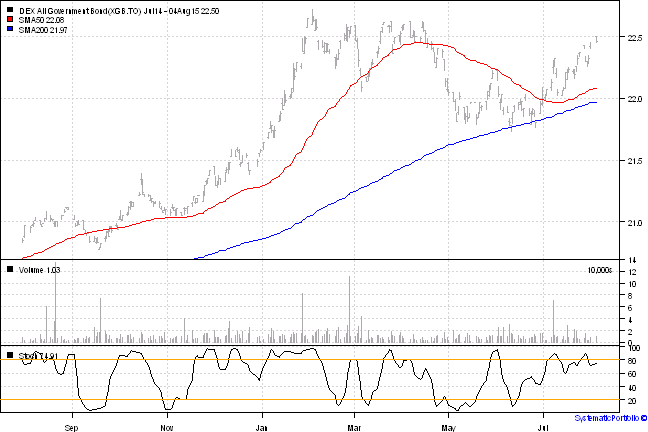 DEX All Government Bond(XGB.TO) Jul14 - 04Aug15 22.50
SMA50 22.08
SMA200 21.97
22.5
22.0
21.5
21.0
14
Volume 1.03
10,000s
12
10
8
6
4
2
0
100
80
60
40
20
Sep
Nov
Jan
Mar
May
Jul
SystematicPortfolio ©